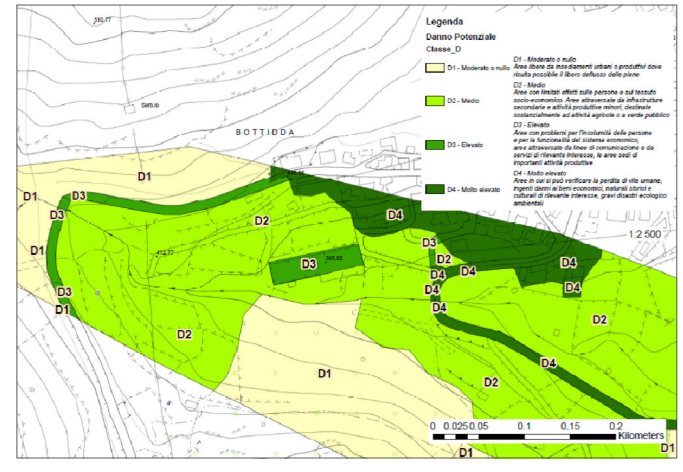 510.77
Legenda
Danno Potenziale
Classe_D
D1 - Moderato o nullo
D1 - Moderato o nullo
Aree libere da insediamenti urbani o produttivi dove
risulta possibile il libero deflusso delle piene
D2 - Medio
D2 - Medio
Aree con limitati effetti sulle persone e sul tessuto
socio-economico. Aree attraversate da infrastrutture
secondarie e attività produttive minori, destinate
sostanzialmente ad attività agricole o a verde pubblico
D3 - Elevato
D3 - Elevato
Aree con problemi per l'incolumità delle persone
e per la funzionalità del sistema economico,
aree attraversate da linee di comunicazione e da
servizi di rilevante interesse, le aree sedi di
importanti attività produttive
D4 - Molto elevato
D4 - Molto elevato
Aree in cui si può verificare la perdita di vite umane,
ingenti danni ai beni economici, naturali storici e
culturali di rilevante interesse, gravi disastri ecologico
ambientali
BOTTIDDA
1:2 500
D1
D1
D3
D3
D4
D2
D3
D1
D2
D4
D4
D3
D4
D4
D3
D4
D1
D4
D2
D2
D4
D1
D2
0 0.025 0.05 0.1 0.15 0.2
Kilometers
D1
D1